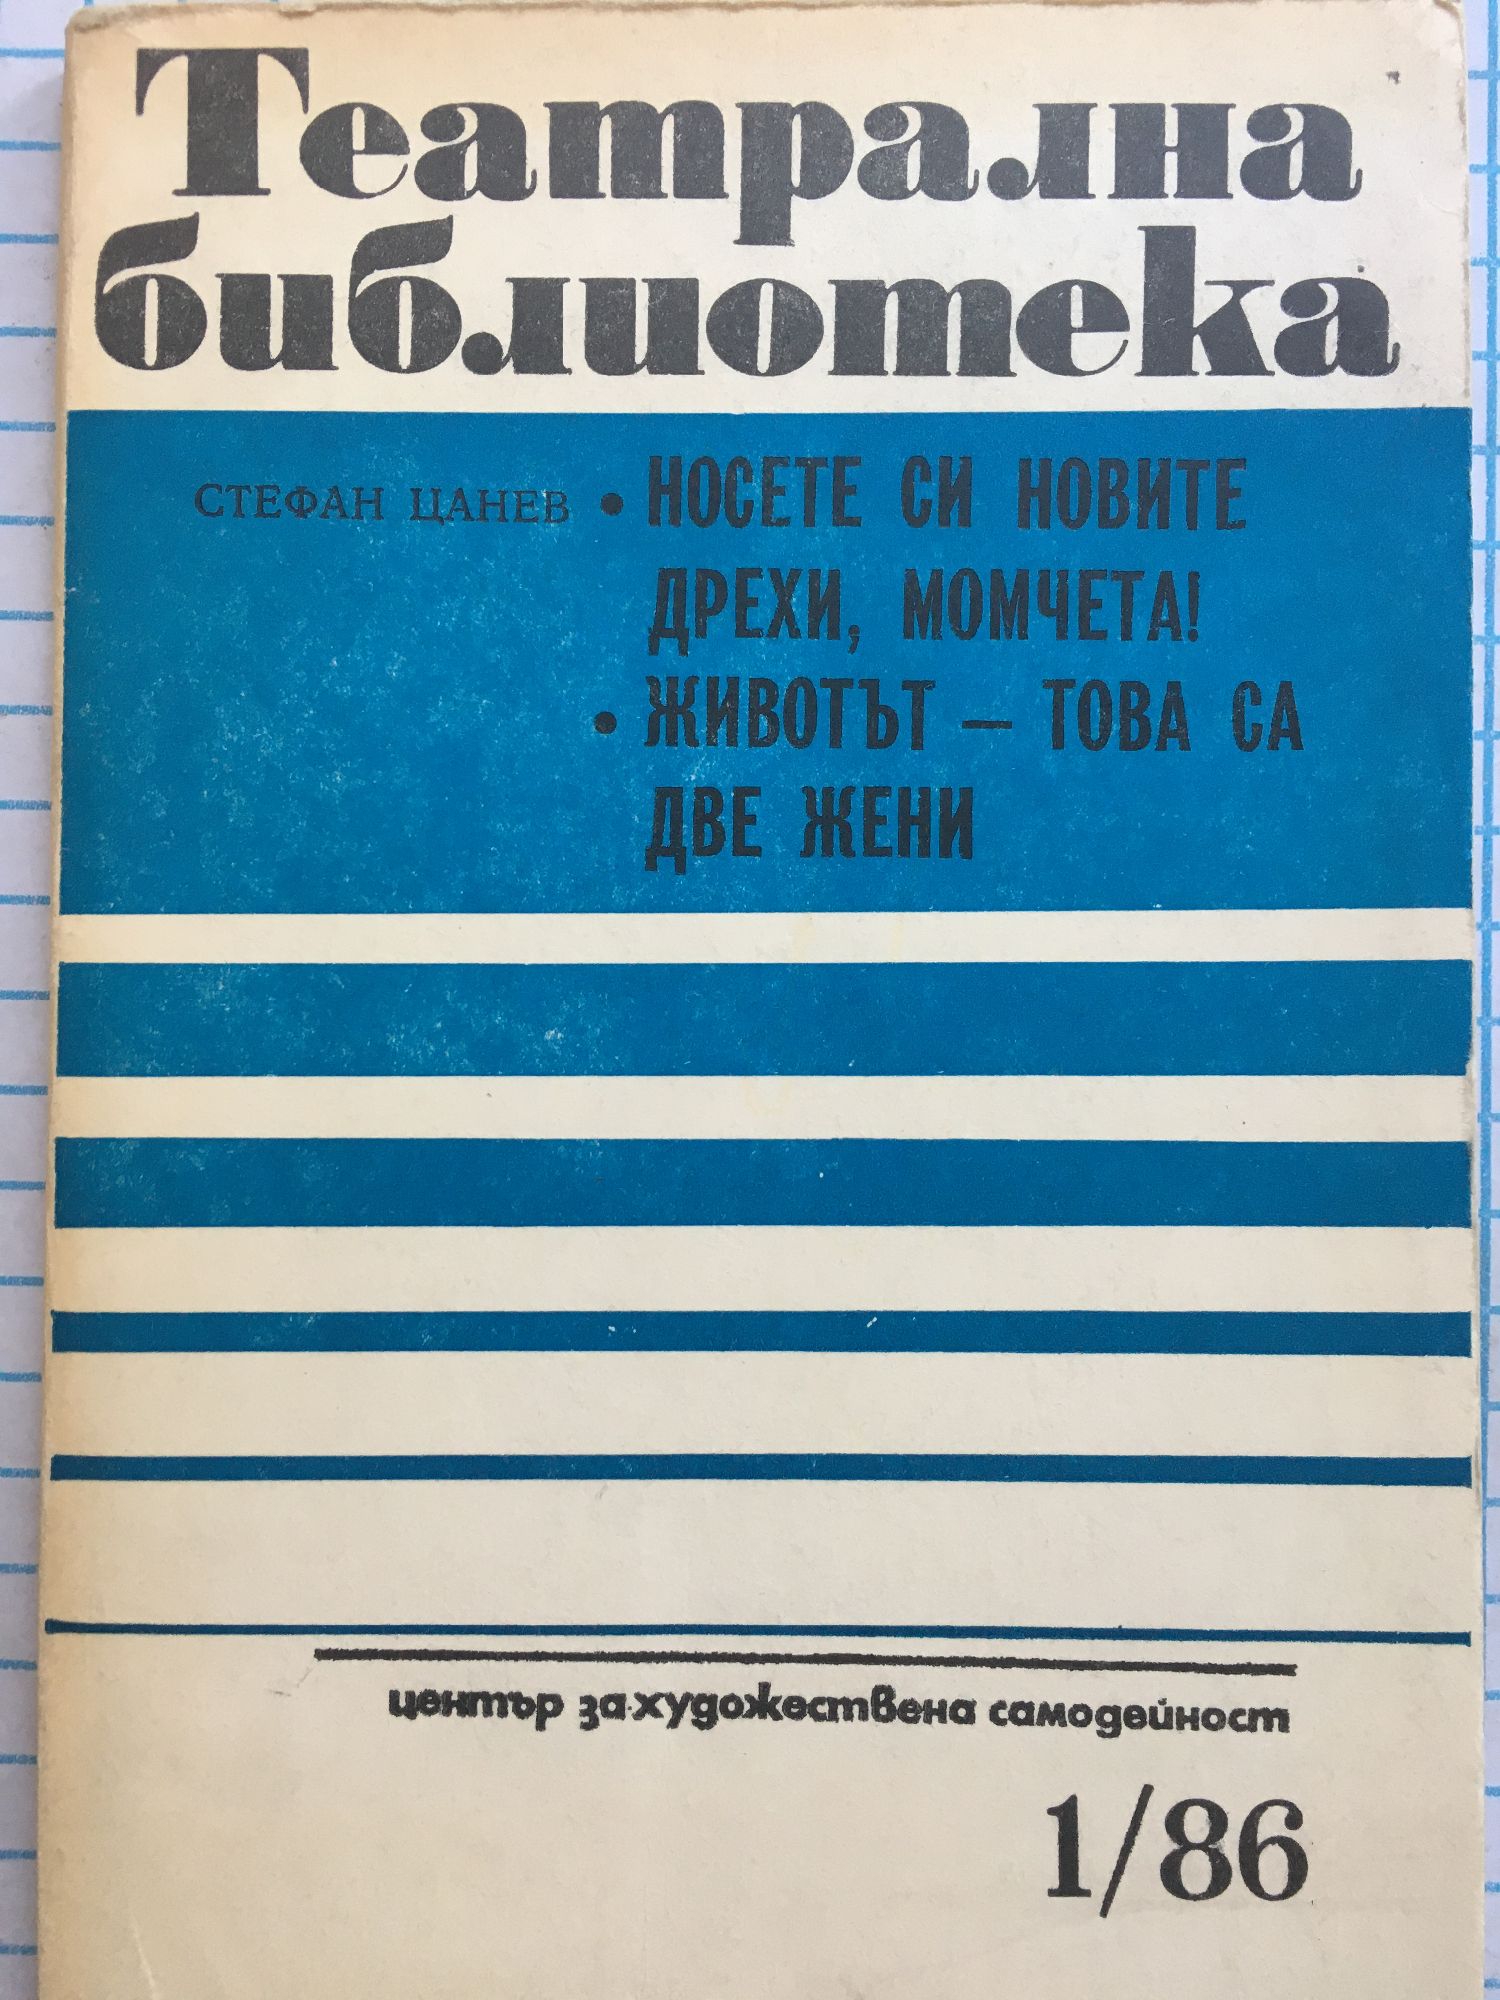 Театрална
библиотека
СТЕФАН ЦАНЕВ • НОСЕТЕ СИ НОВИТЕ
ДРЕХИ, МОМЧЕТА!
• ЖИВОТЪТ – ТОВА СА
ДВЕ ЖЕНИ
център за художествена самодейност
1/86